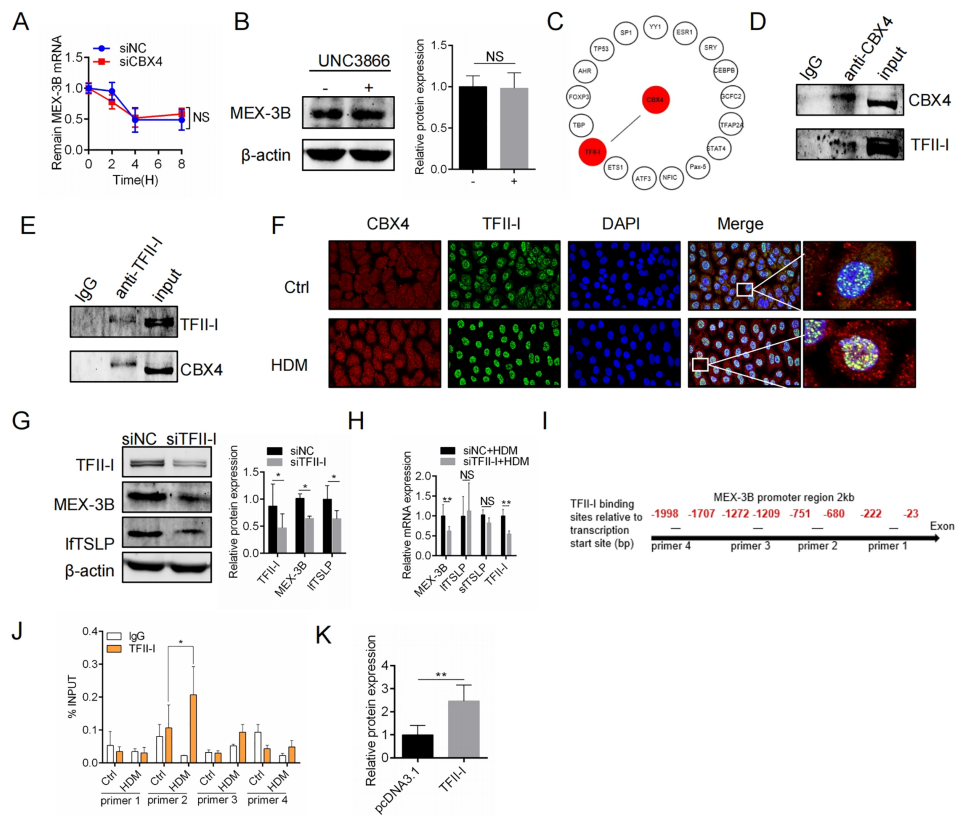 A
siNC
siCBX4
Remain MEX-3B mRNA
1.5
1.0
0.5
0.0
0 2 4 6 8
Time(H)
NS
B
UNC3866
- +
MEX-3B
β-actin
Relative protein expression
1.5
1.0
0.5
0.0
NS
- +
C
YY1
ESR1
SRY
CEBPB
GCFC2
TFAP2A
STAT4
Pax-5
NFIC
ATF3
ETS1
TFII-I
TBP
FOXP3
AHR
TP53
SP1
CBX4
D
IgG
anti-CBX4
input
CBX4
TFII-I
E
IgG
anti-TFII-I
input
TFII-I
CBX4
F
CBX4 TFII-I DAPI Merge
Ctrl
HDM
G
siNC siTFII-I
TFII-I
MEX-3B
lfTSLP
β-actin
siNC
siTFII-I
Relative protein expression
2.0
1.5
1.0
0.5
0.0
* * *
TFII-I
MEX-3B
lfTSLP
H
siNC+HDM
siTFII-I+HDM
Relative mRNA expression
2.0
1.5
1.0
0.5
0.0
** NS NS **
MEX-3B
lfTSLP
sfTSLP
TFII-I
I
MEX-3B promoter region 2kb
TFII-I binding
sites relative to
transcription
start site (bp)
-1998 -1707 -1272 -1209 -751 -680 -222 -23
Exon
primer 4 primer 3 primer 2 primer 1
J
IgG
TFII-I
% INPUT
0.4
0.3
0.2
0.1
0.0
*
Ctrl HDM Ctrl HDM Ctrl HDM Ctrl HDM
primer 1 primer 2 primer 3 primer 4
K
Relative protein expression
4
3
2
1
0
**
pcDNA3.1
TFII-I